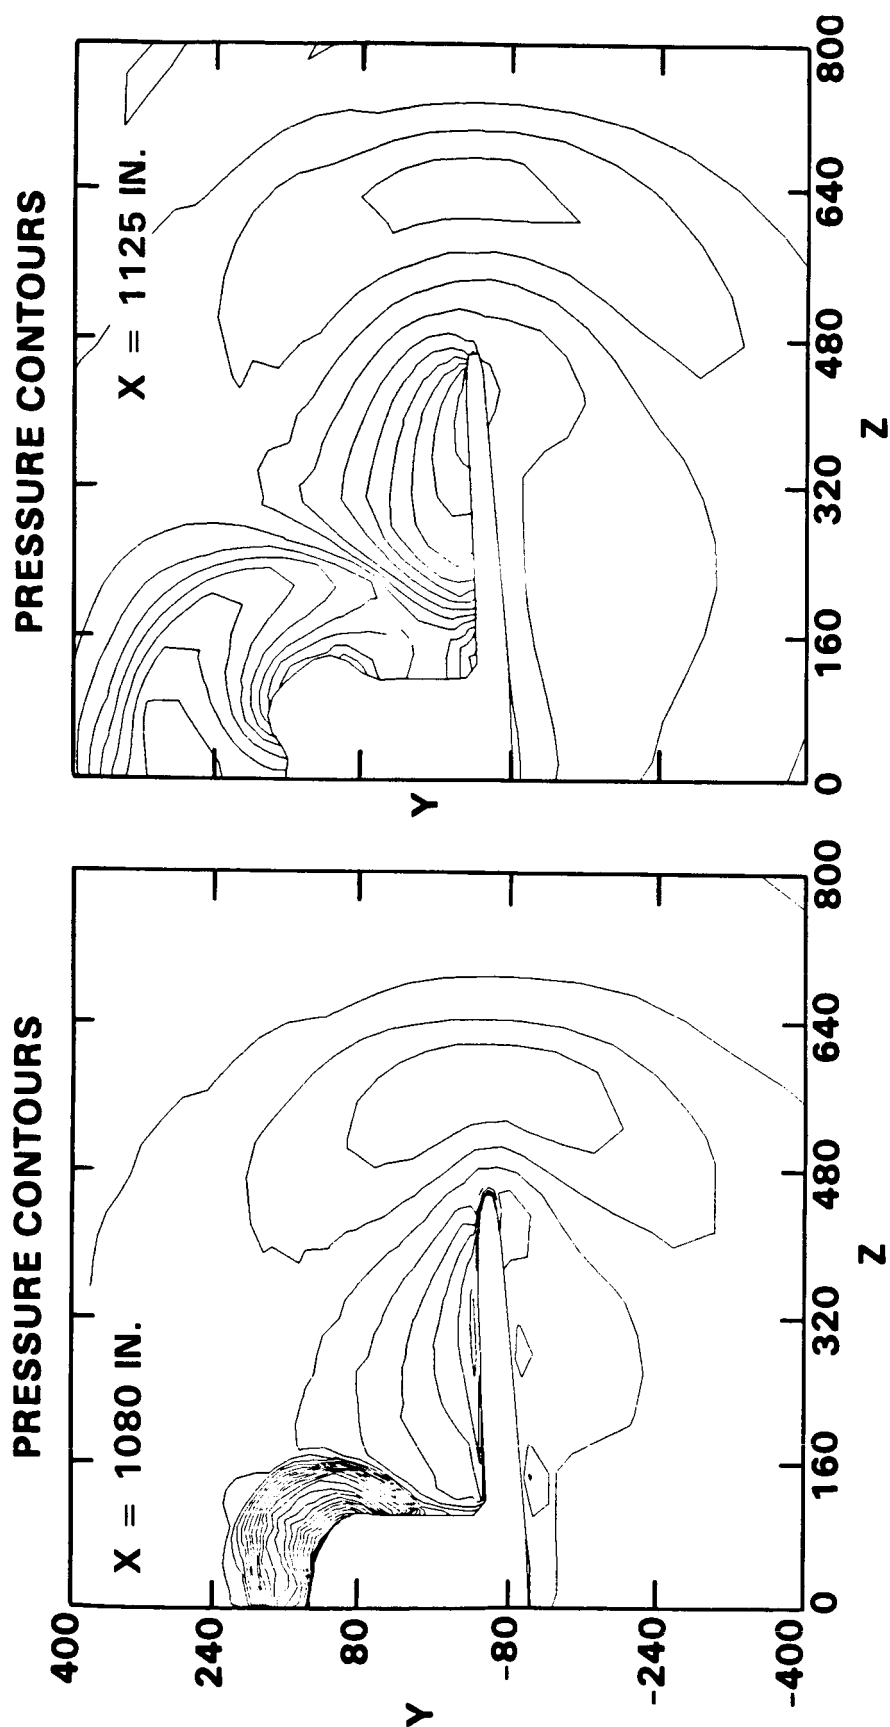 PRESSURE CONTOURS
X = 1080 IN.
400
240
80
-80
-240
-400
Y
0 160 320 480 640 800
Z
PRESSURE CONTOURS
X = 1125 IN.
Y
0 160 320 480 640 800
Z